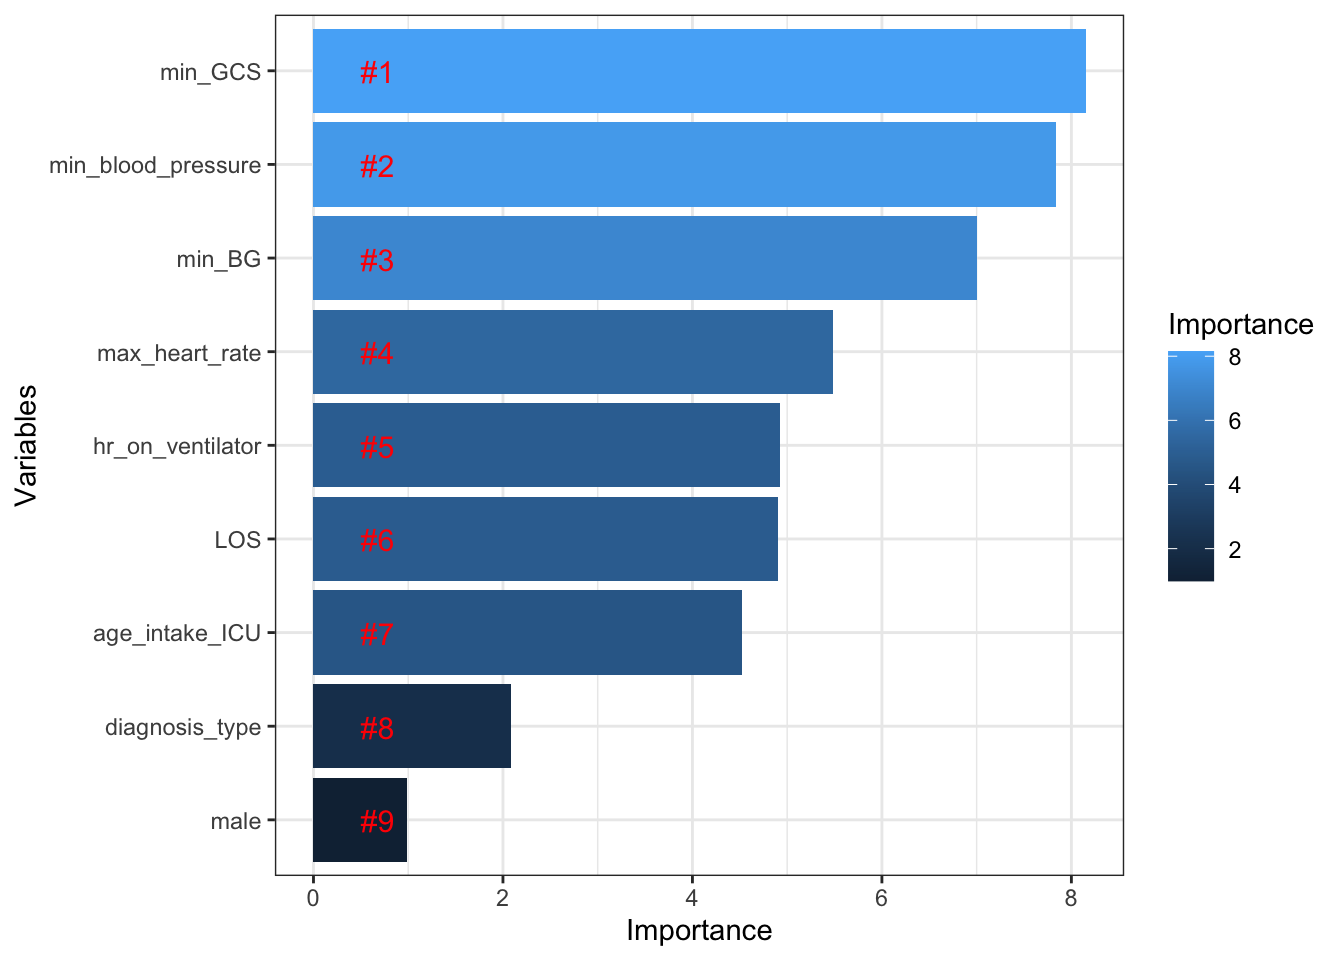 min_GCS #1
min_blood_pressure #2
min_BG #3
max_heart_rate #4
hr_on_ventilator #5
LOS #6
age_intake_ICU #7
diagnosis_type #8
male #9
Variables
0 2 4 6 8
Importance
Importance
8
6
4
2